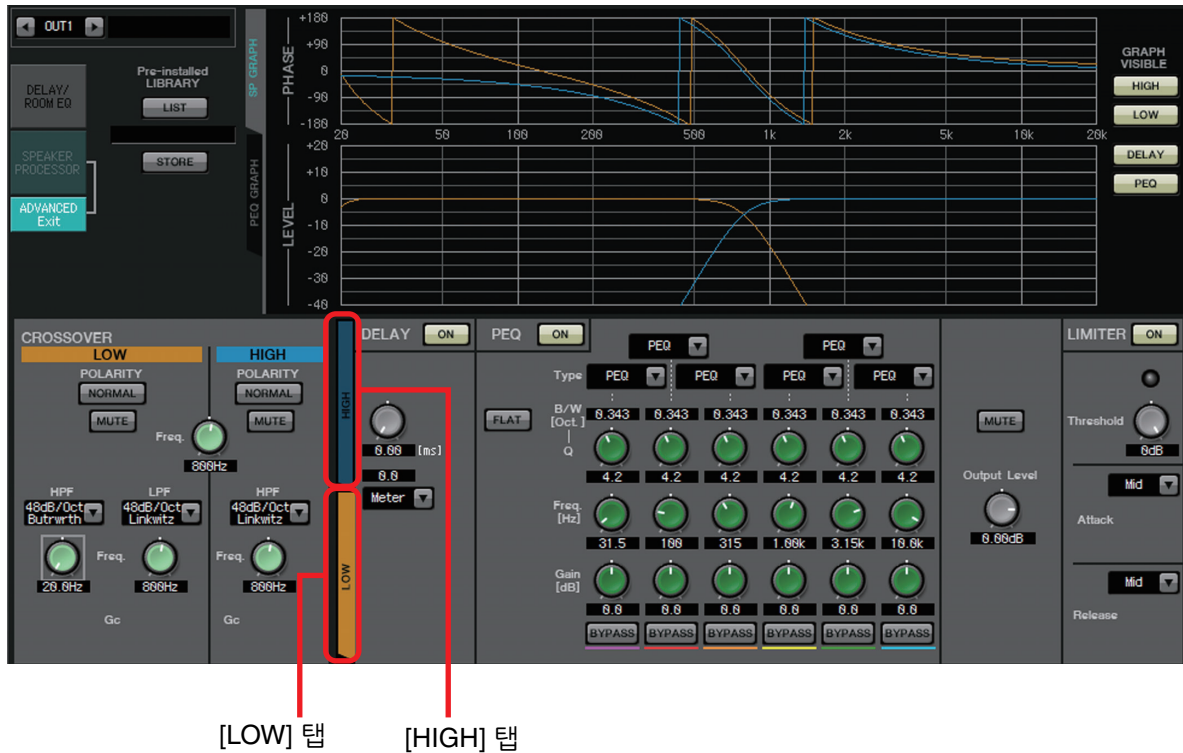 OUT1
DELAY/
ROOM EQ
SPEAKER
PROCESSOR
ADVANCED
Exit
Pre-installed
LIBRARY
LIST
STORE
SP GRAPH
PEQ GRAPH
PHASE
+180
+90
0
-90
-180
20 50 100 200 500 1k 2k 5k 10k 20k
LEVEL
+20
+10
0
-10
-20
-30
-40
GRAPH
VISIBLE
HIGH
LOW
DELAY
PEQ
CROSSOVER
LOW
POLARITY
NORMAL
MUTE
HIGH
POLARITY
NORMAL
MUTE
Freq.
800Hz
HPF
48dB/Oct
Butrwrth
LPF
48dB/Oct
Linkwitz
HPF
48dB/Oct
Linkwitz
Freq.
20.0Hz
800Hz
Freq.
800Hz
Gc
Gc
HIGH
LOW
DELAY ON
0.00 [ms]
0.0
Meter
PEQ ON
FLAT
PEQ PEQ
Type PEQ PEQ PEQ PEQ
B/W
[Oct.]
|
Q
0.343 0.343 0.343 0.343 0.343 0.343
4.2 4.2 4.2 4.2 4.2 4.2
Freq.
[Hz]
31.5 100 315 1.00k 3.15k 10.0k
Gain
[dB]
0.0 0.0 0.0 0.0 0.0 0.0
BYPASS BYPASS BYPASS BYPASS BYPASS BYPASS
MUTE
Output Level
0.00dB
LIMITER ON
Threshold
0dB
Mid
Attack
Mid
Release
[LOW] 탭
[HIGH] 탭